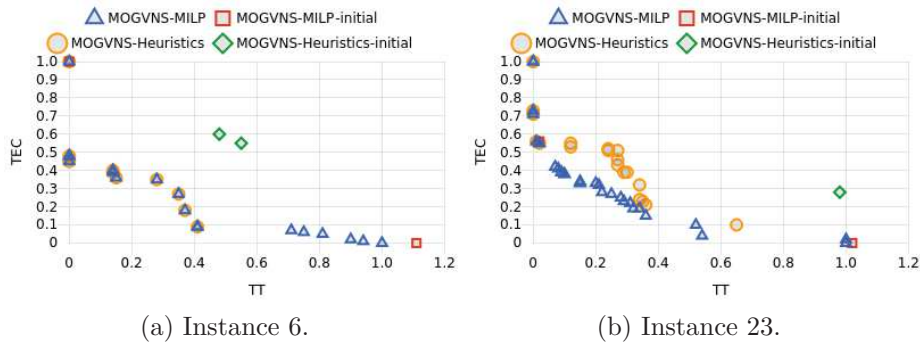 MOGVNS-MILP MOGVNS-MILP-initial
MOGVNS-Heuristics MOGVNS-Heuristics-initial
1.0
0.9
0.8
0.7
0.6
0.5
0.4
0.3
0.2
0.1
0
TEC
0 0.2 0.4 0.6 0.8 1.0 1.2
TT
(a) Instance 6.
MOGVNS-MILP MOGVNS-MILP-initial
MOGVNS-Heuristics MOGVNS-Heuristics-initial
1.0
0.9
0.8
0.7
0.6
0.5
0.4
0.3
0.2
0.1
0
TEC
0 0.2 0.4 0.6 0.8 1.0 1.2
TT
(b) Instance 23.